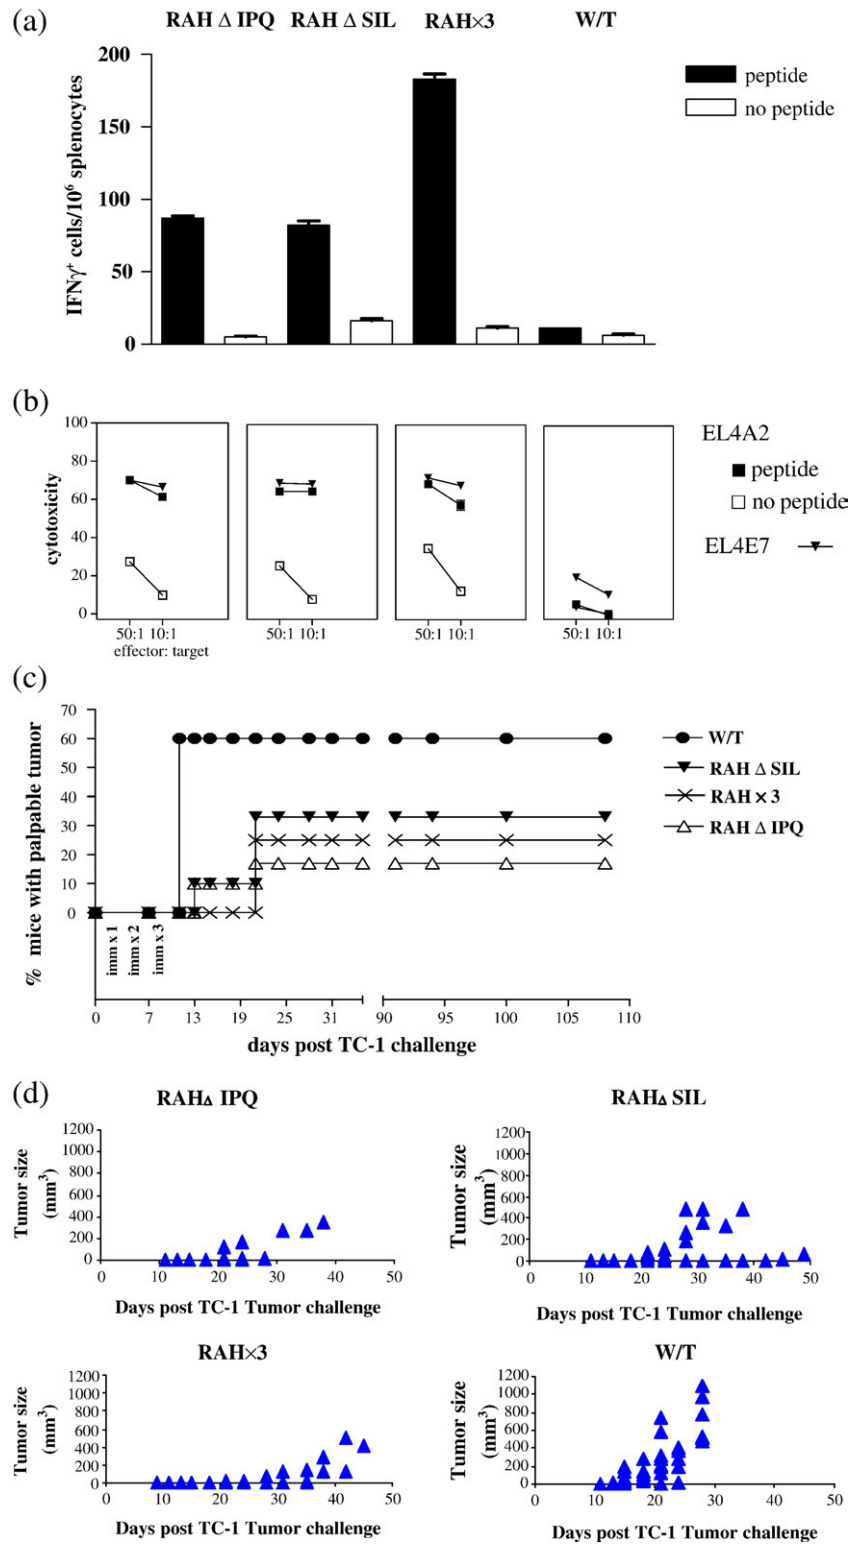 (a)
RAH Δ IPQ RAH Δ SIL RAH×3 W/T
IFNγ⁺ cells/10⁶ splenocytes
200
150
100
50
0
peptide
no peptide
(b)
cytotoxicity
100
80
60
40
20
0
50:1 10:1 50:1 10:1 50:1 10:1 50:1 10:1
effector: target
EL4A2
peptide
no peptide
EL4E7
(c)
% mice with palpable tumor
70
60
50
40
30
20
10
0
imm x 1
imm x 2
imm x 3
0 7 13 19 25 31 90 95 100 105 110
days post TC-1 challenge
W/T
RAH Δ SIL
RAH × 3
RAH Δ IPQ
(d)
RAHΔ IPQ
Tumor size
(mm³)
1200
1000
800
600
400
200
0
0 10 20 30 40 50
Days post TC-1 Tumor challenge
RAHΔ SIL
Tumor size
(mm³)
1200
1000
800
600
400
200
0
0 10 20 30 40 50
Days post TC-1 Tumor challenge
RAH×3
Tumor size
(mm³)
1200
1000
800
600
400
200
0
0 10 20 30 40 50
Days post TC-1 Tumor challenge
W/T
Tumor size
(mm³)
1200
1000
800
600
400
200
0
0 10 20 30 40 50
Days post TC-1 Tumor challenge